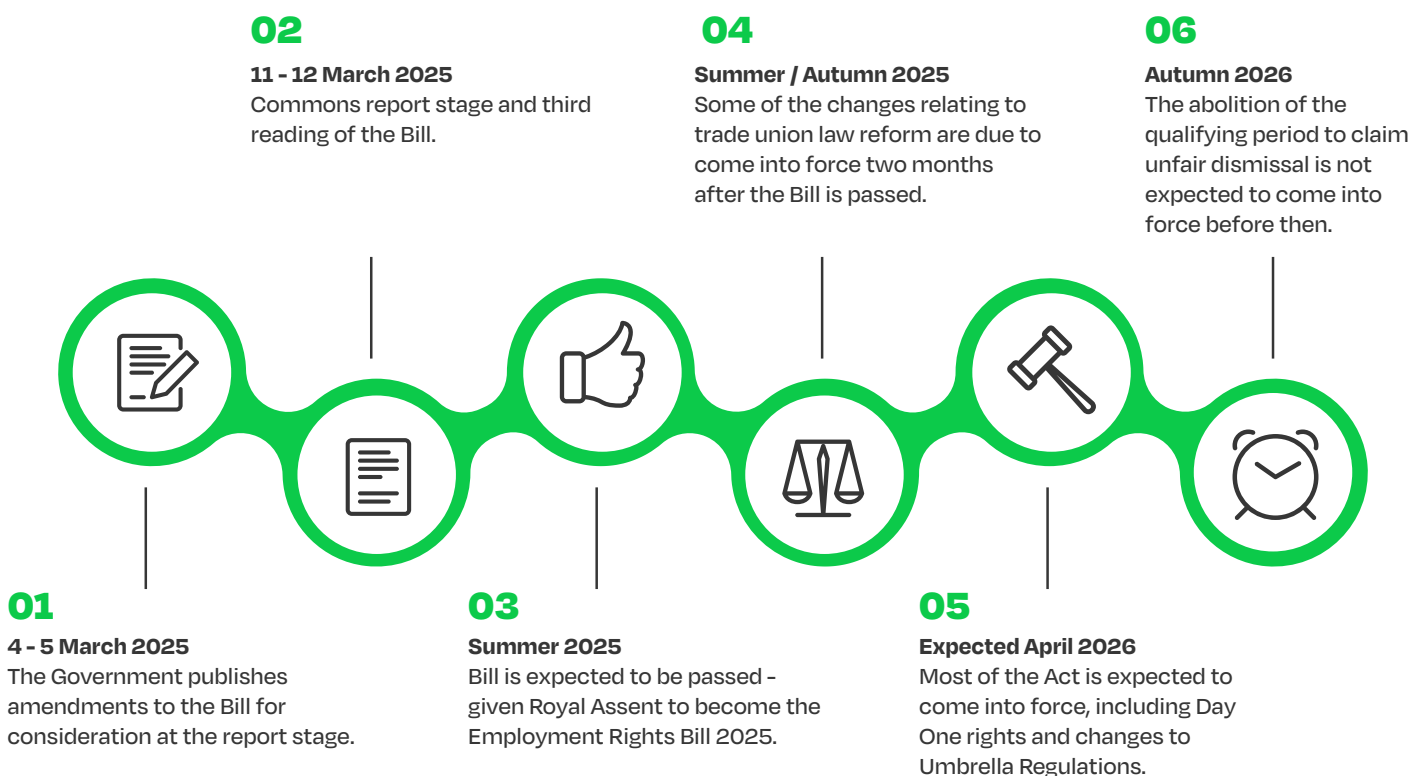 01
4 - 5 March 2025
The Government publishes
amendments to the Bill for
consideration at the report stage.
02
11 - 12 March 2025
Commons report stage and third
reading of the Bill.
03
Summer 2025
Bill is expected to be passed -
given Royal Assent to become the
Employment Rights Bill 2025.
04
Summer / Autumn 2025
Some of the changes relating to
trade union law reform are due to
come into force two months
after the Bill is passed.
05
Expected April 2026
Most of the Act is expected to
come into force, including Day
One rights and changes to
Umbrella Regulations.
06
Autumn 2026
The abolition of the
qualifying period to claim
unfair dismissal is not
expected to come into
force before then.